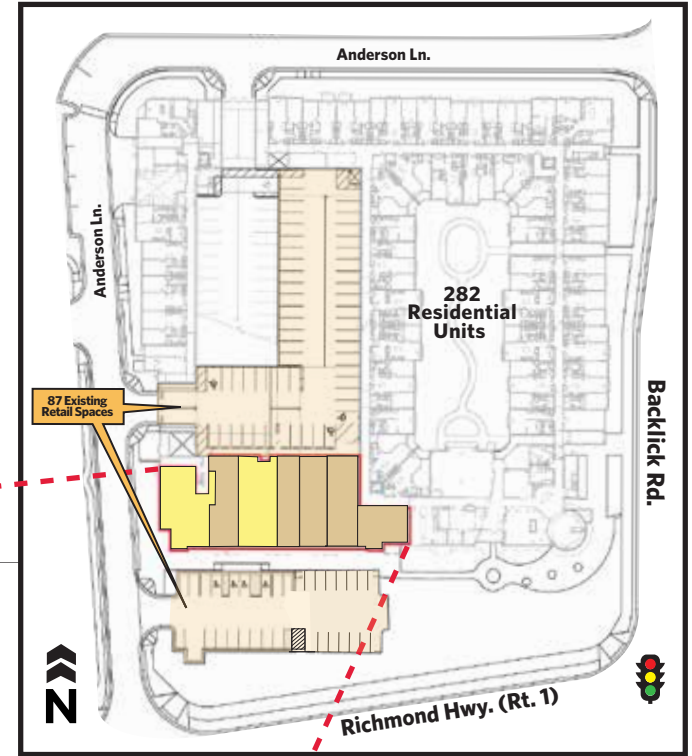 Anderson Ln.
Anderson Ln.
282
Residential
Units
87 Existing
Retail Spaces
Backlick Rd.
N
Richmond Hwy. (Rt. 1)